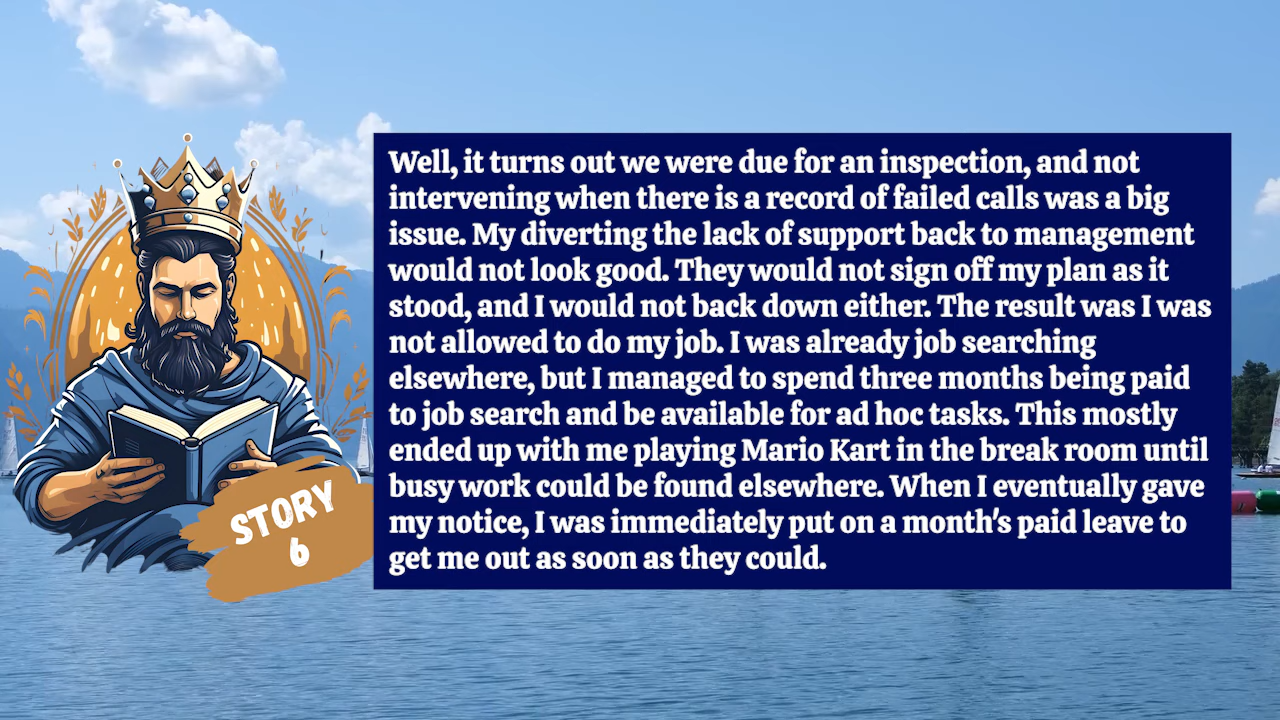 Well, it turns out we were due for an inspection, and not
intervening when there is a record of failed calls was a big
issue. My diverting the lack of support back to management
would not look good. They would not sign off my plan as it
stood, and I would not back down either. The result was I was
not allowed to do my job. I was already job searching
elsewhere, but I managed to spend three months being paid
to job search and be available for ad hoc tasks. This mostly
ended up with me playing Mario Kart in the break room until
busy work could be found elsewhere. When I eventually gave
my notice, I was immediately put on a month's paid leave to
get me out as soon as they could.
STORY
6